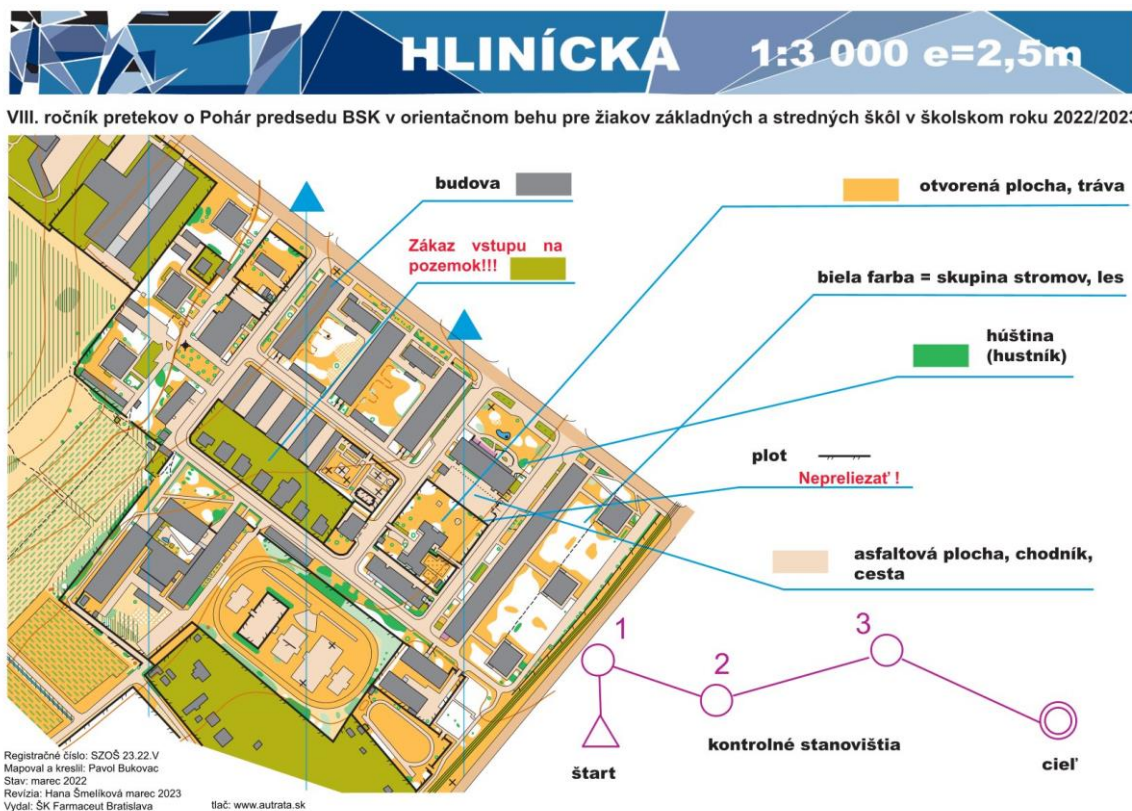 HLINÍCKA 1:3 000 e=2,5m
VIII. ročník pretekov o Pohár predsedu BSK v orientačnom behu pre žiakov základných a stredných škôl v školskom roku 2022/2023
budova
Zákaz vstupu na
pozemok!!!
otvorená plocha, tráva
biela farba = skupina stromov, les
húština
(hustník)
plot
Nepreliezať !
asfaltová plocha, chodník,
cesta
1
2
3
štart
kontrolné stanovištia
cieľ
Registračné číslo: SZOŠ 23.22.V
Mapoval a kreslil: Pavol Bukovac
Stav: marec 2022
Revízia: Hana Šmelíková marec 2023
Vydal: ŠK Farmaceut Bratislava
tlač: www.autrata.sk